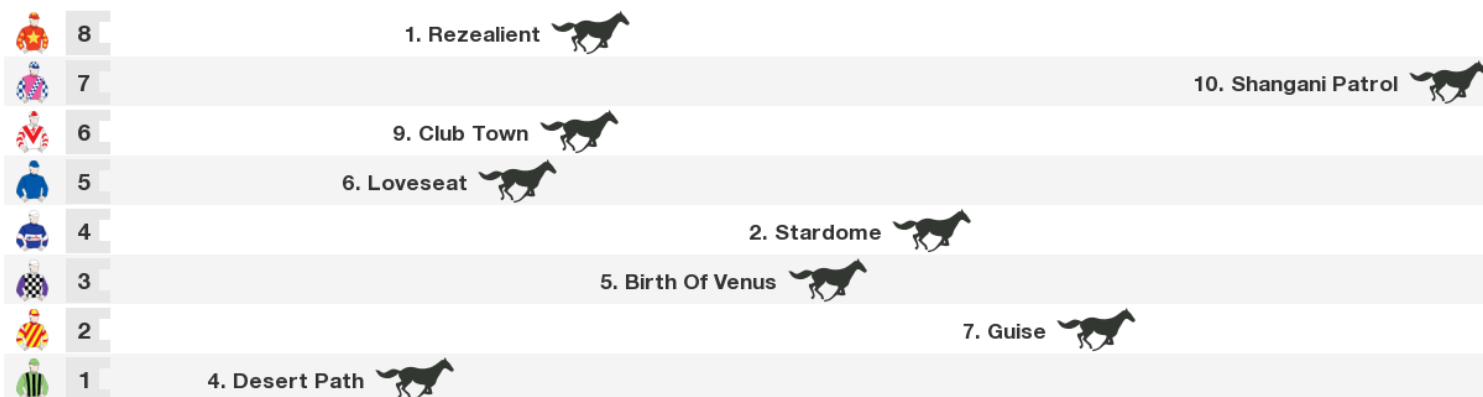 8 1. Rezealient
7 10. Shangani Patrol
6 9. Club Town
5 6. Loveseat
4 2. Stardome
3 5. Birth Of Venus
2 7. Guise
1 4. Desert Path